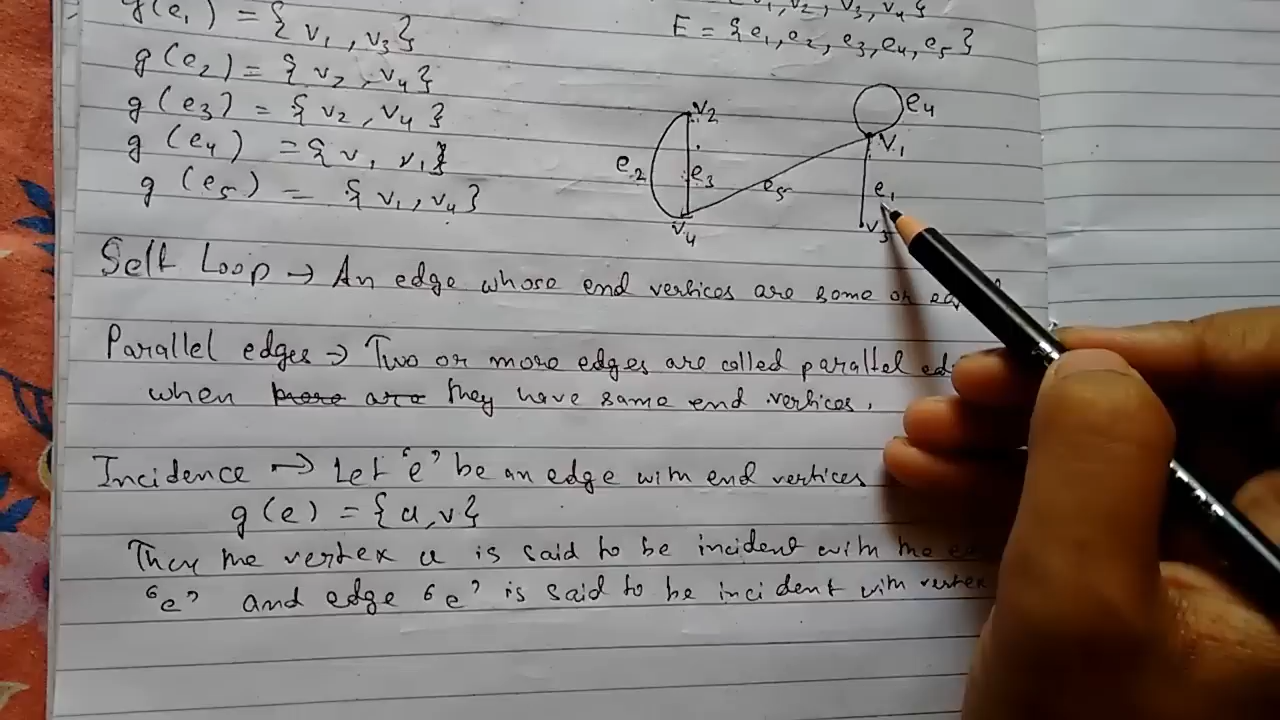 g(e1) = {v1, v3}
v1, v2, v3, v4}
E = {e1, e2, e3, e4, e5}
g(e2) = {v2, v4}
g(e3) = {v2, v4}
g(e4) = {v1 v1}
g(e5) = {v1, v4}
v2
e4
v1
e2
e3
e5
e1
v4
v3
Self Loop → An edge whose end vertices are same or
Parallel edges → Two or more edges are called parallel
when they have same end vertices.
Incidence → Let 'e' be an edge with end vertices
g(e) = {u,v}
Then the vertex u is said to be incident with the
'e' and edge 'e' is said to be incident with vertex